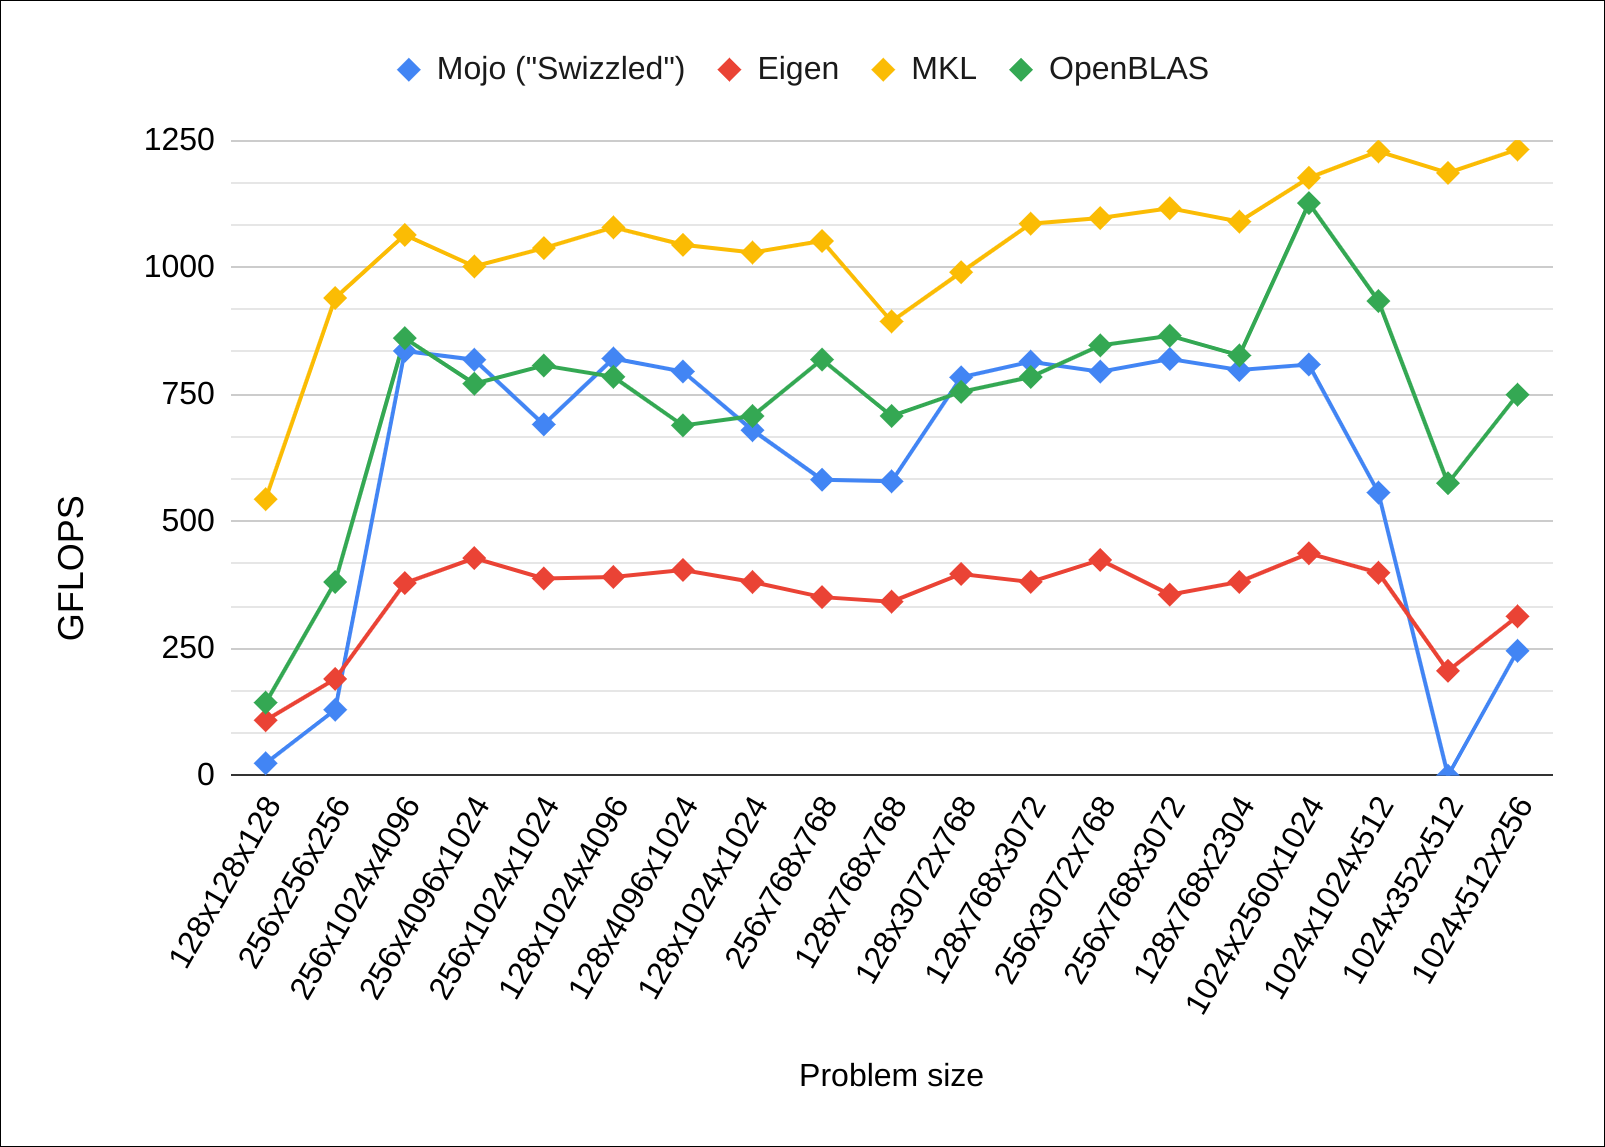 Mojo ("Swizzled") Eigen MKL OpenBLAS
GFLOPS
1250
1000
750
500
250
0
128x128x128
256x256x256
256x1024x4096
256x4096x1024
256x1024x1024
128x1024x4096
128x4096x1024
128x1024x1024
256x768x768
128x768x768
128x3072x768
128x768x3072
256x3072x768
256x768x3072
128x768x2304
1024x2560x1024
1024x1024x512
1024x352x512
1024x512x256
Problem size